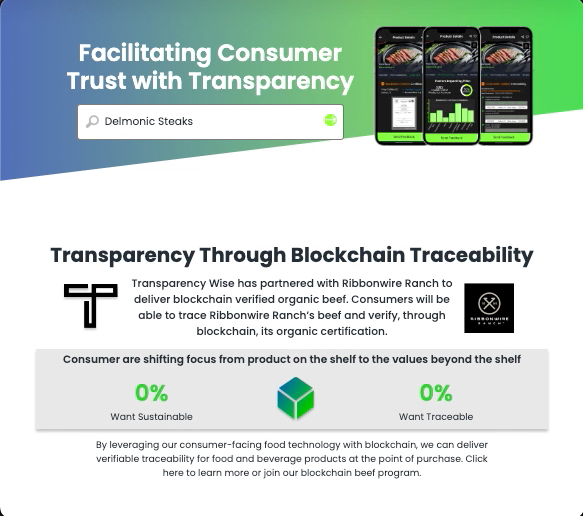 Facilitating Consumer
Trust with Transparency
Delmonic Steaks
Product Details
Product Details
Product Details
Send Feedback
Send Feedback
Send Feedback
Transparency Through Blockchain Traceability
Transparency Wise has partnered with Ribbonwire Ranch to
deliver blockchain verified organic beef. Consumers will be
able to trace Ribbonwire Ranch’s beef and verify, through
blockchain, its organic certification.
RIBBONWIRE
RANCH
Consumer are shifting focus from product on the shelf to the values beyond the shelf
0%
0%
Want Sustainable
Want Traceable
By leveraging our consumer-facing food technology with blockchain, we can deliver
verifiable traceability for food and beverage products at the point of purchase. Click
here to learn more or join our blockchain beef program.